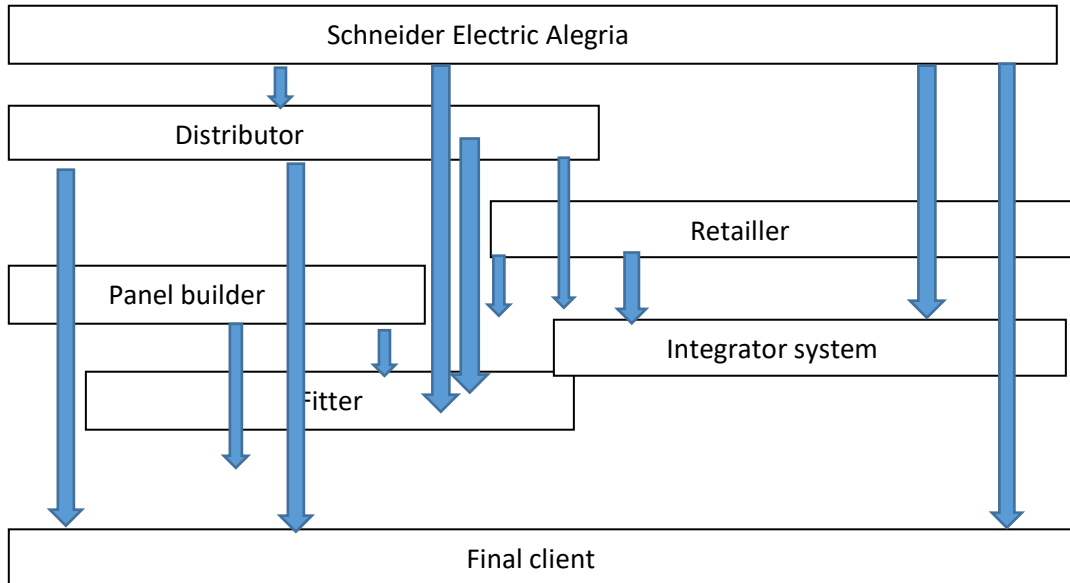 Schneider Electric Alegria
Distributor
Retailler
Panel builder
Integrator system
Fitter
Final client